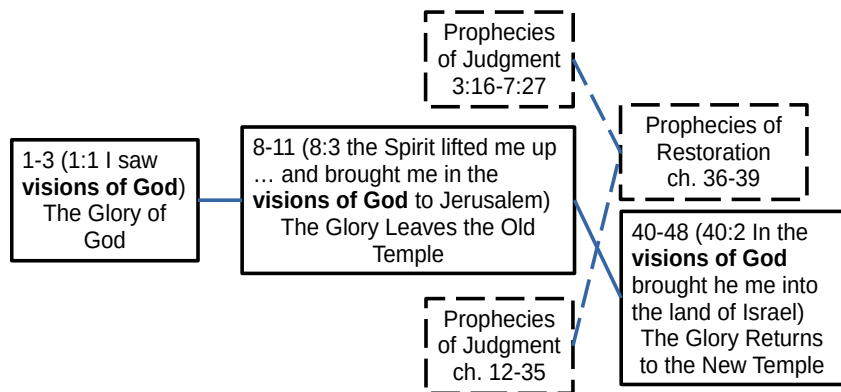 Prophecies
of Judgment
3:16-7:27
1-3 (1:1 I saw
visions of God)
The Glory of
God
8-11 (8:3 the Spirit lifted me up
… and brought me in the
visions of God to Jerusalem)
The Glory Leaves the Old
Temple
Prophecies of
Restoration
ch. 36-39
40-48 (40:2 In the
visions of God
brought he me into
the land of Israel)
The Glory Returns
to the New Temple
Prophecies
of Judgment
ch. 12-35